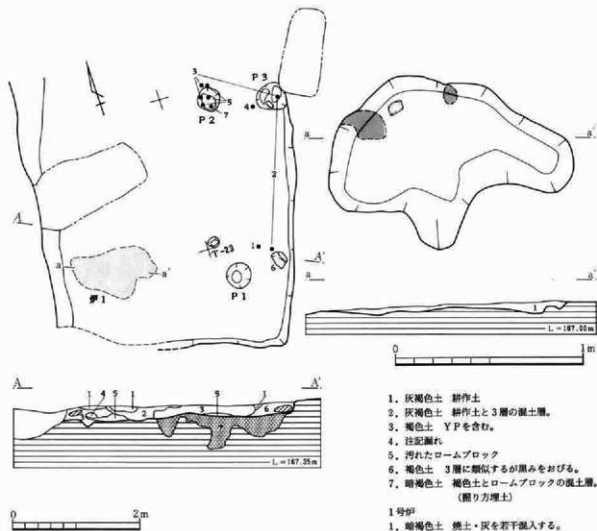 3
P 3
5
4
7
P 2
2
a
a'
A
1
A'
T-23
6
a
a'
炉1
P 1
a
a'
1
L=167.00m
0 1m
A
A'
1 4 5 1 5 1
2 3 6
7
L=167.25m
0 2m
1. 灰褐色土 耕作土
2. 灰褐色土 耕作土と3層の混土層。
3. 褐色土 YPを含む。
4. 注記漏れ
5. 汚れたロームブロック
6. 褐色土 3層に類似するが黒みをおびる。
7. 暗褐色土 褐色土とロームブロックの混土層。
(掘り方埋土)
1号炉
1. 暗褐色土 焼土・灰を若干混入する。